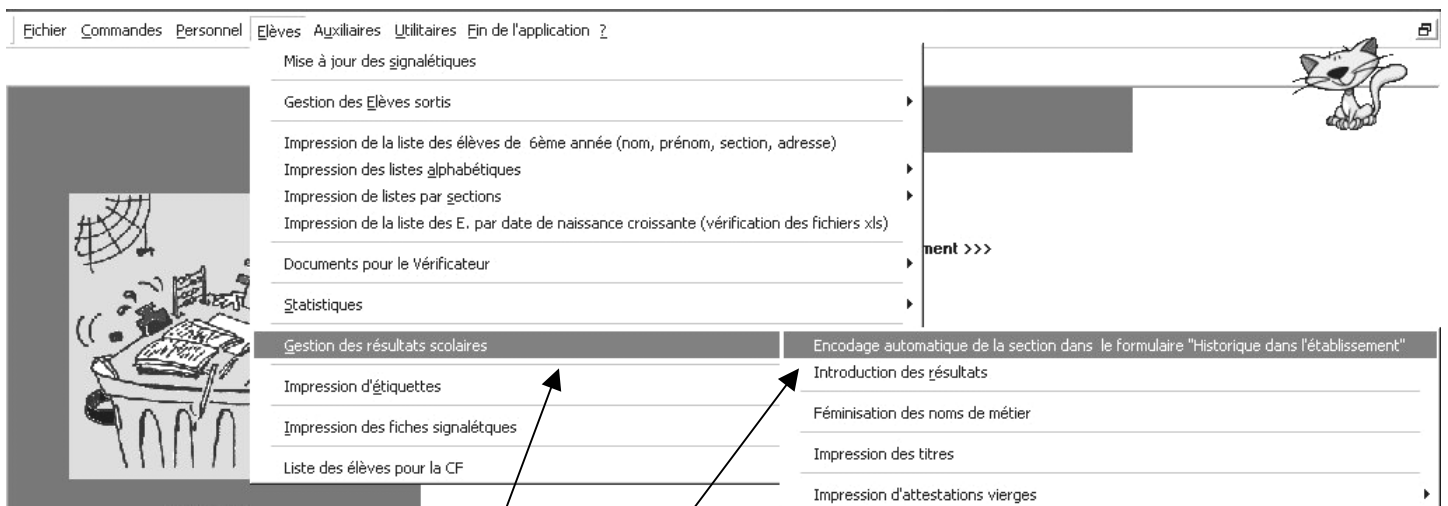 Fichier Commandes Personnel Elèves Auxiliaires Utilitaires Fin de l'application ?
Mise à jour des signalétiques
Gestion des Elèves sortis
Impression de la liste des élèves de 6ème année (nom, prénom, section, adresse)
Impression des listes alphabétiques
Impression de listes par sections
Impression de la liste des E. par date de naissance croissante (vérification des fichiers xls)
Documents pour le Vérificateur
Statistiques
Gestion des résultats scolaires
Impression d'étiquettes
Impression des fiches signalétques
Liste des élèves pour la CF
ment >>>
Encodage automatique de la section dans le formulaire "Historique dans l'établissement"
Introduction des résultats
Féminisation des noms de métier
Impression des titres
Impression d'attestations vierges